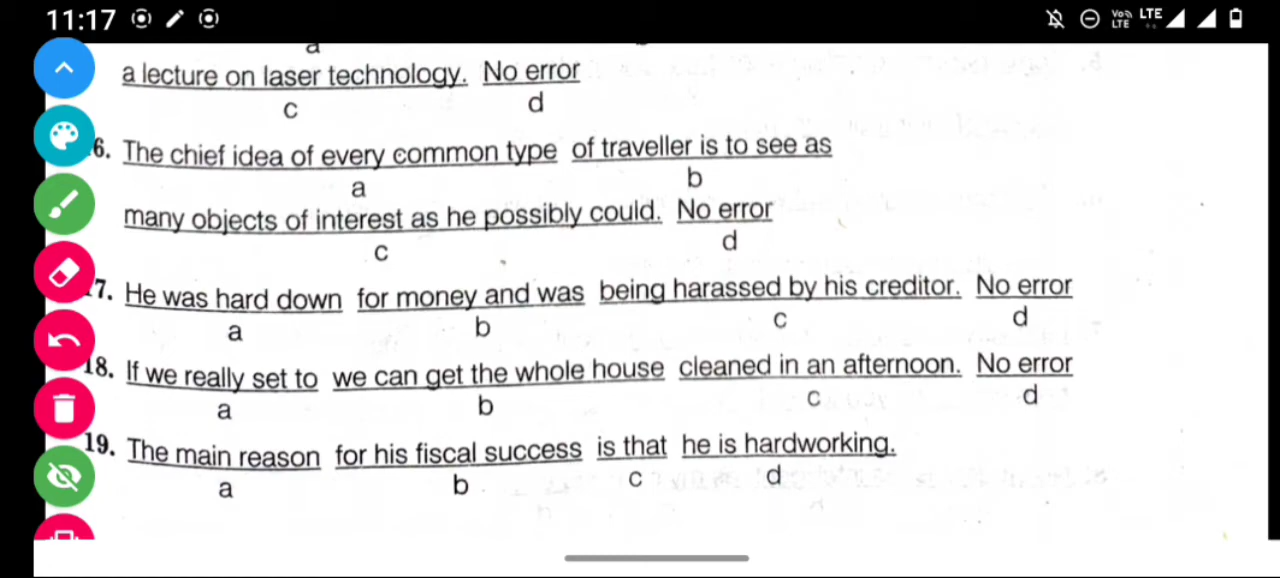 11:17
Vo)) LTE LTE
a
a lecture on laser technology. No error
c d
6. The chief idea of every common type of traveller is to see as
a b
many objects of interest as he possibly could. No error
c d
7. He was hard down for money and was being harassed by his creditor. No error
a b c d
18. If we really set to we can get the whole house cleaned in an afternoon. No error
a b c d
19. The main reason for his fiscal success is that he is hardworking.
a b c d